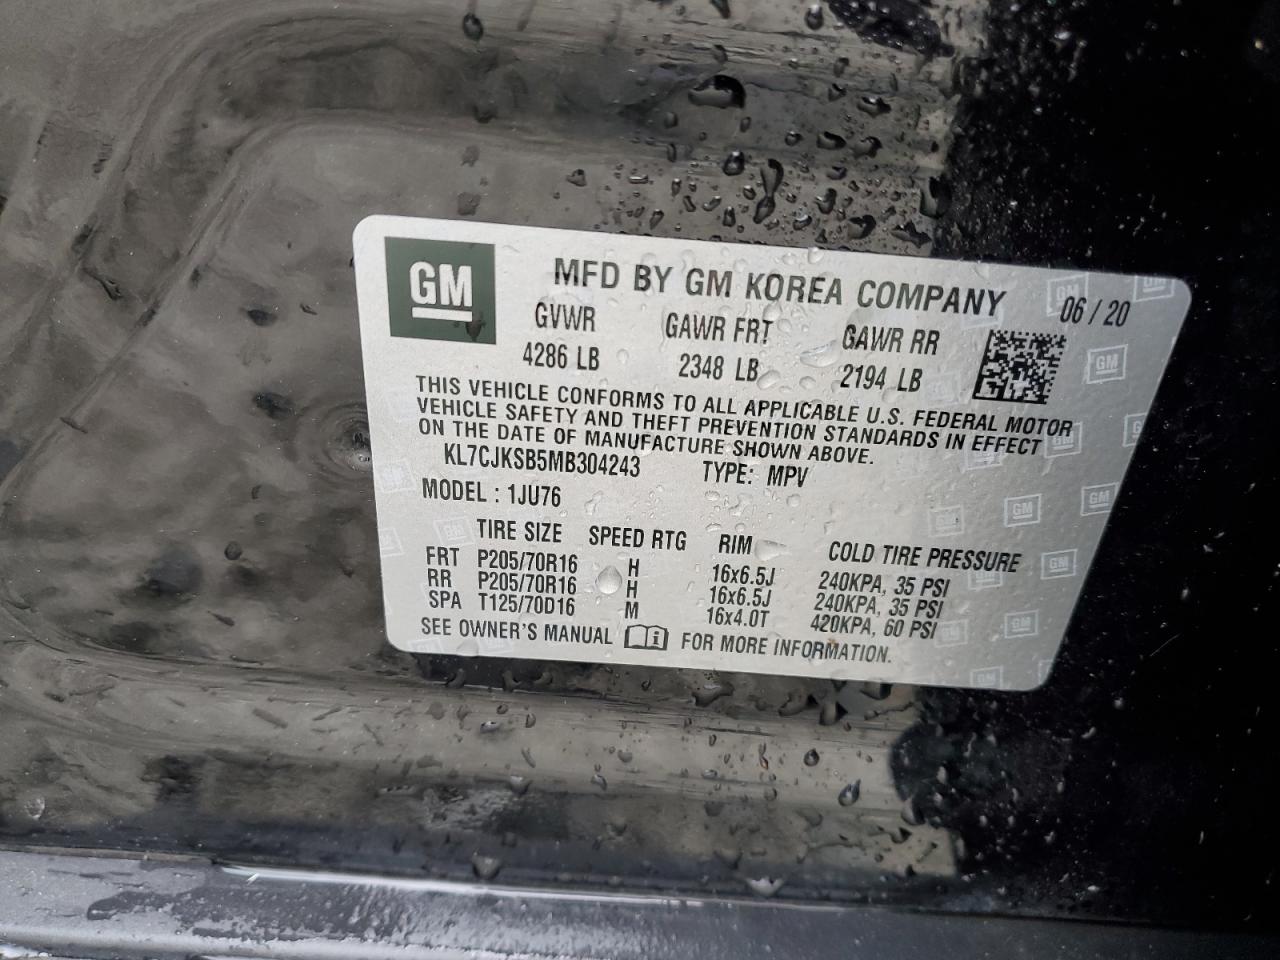 GM
MFD BY GM KOREA COMPANY 06 / 20
GVWR GAWR FRT GAWR RR
4286 LB 2348 LB 2194 LB
THIS VEHICLE CONFORMS TO ALL APPLICABLE U.S. FEDERAL MOTOR
VEHICLE SAFETY AND THEFT PREVENTION STANDARDS IN EFFECT
ON THE DATE OF MANUFACTURE SHOWN ABOVE.
KL7CJKSB5MB304243 TYPE: MPV
MODEL : 1JU76
TIRE SIZE SPEED RTG RIM COLD TIRE PRESSURE
FRT P205/70R16 H 16x6.5J 240KPA, 35 PSI
RR P205/70R16 H 16x6.5J 240KPA, 35 PSI
SPA T125/70D16 M 16x4.0T 420KPA, 60 PSI
SEE OWNER'S MANUAL FOR MORE INFORMATION.